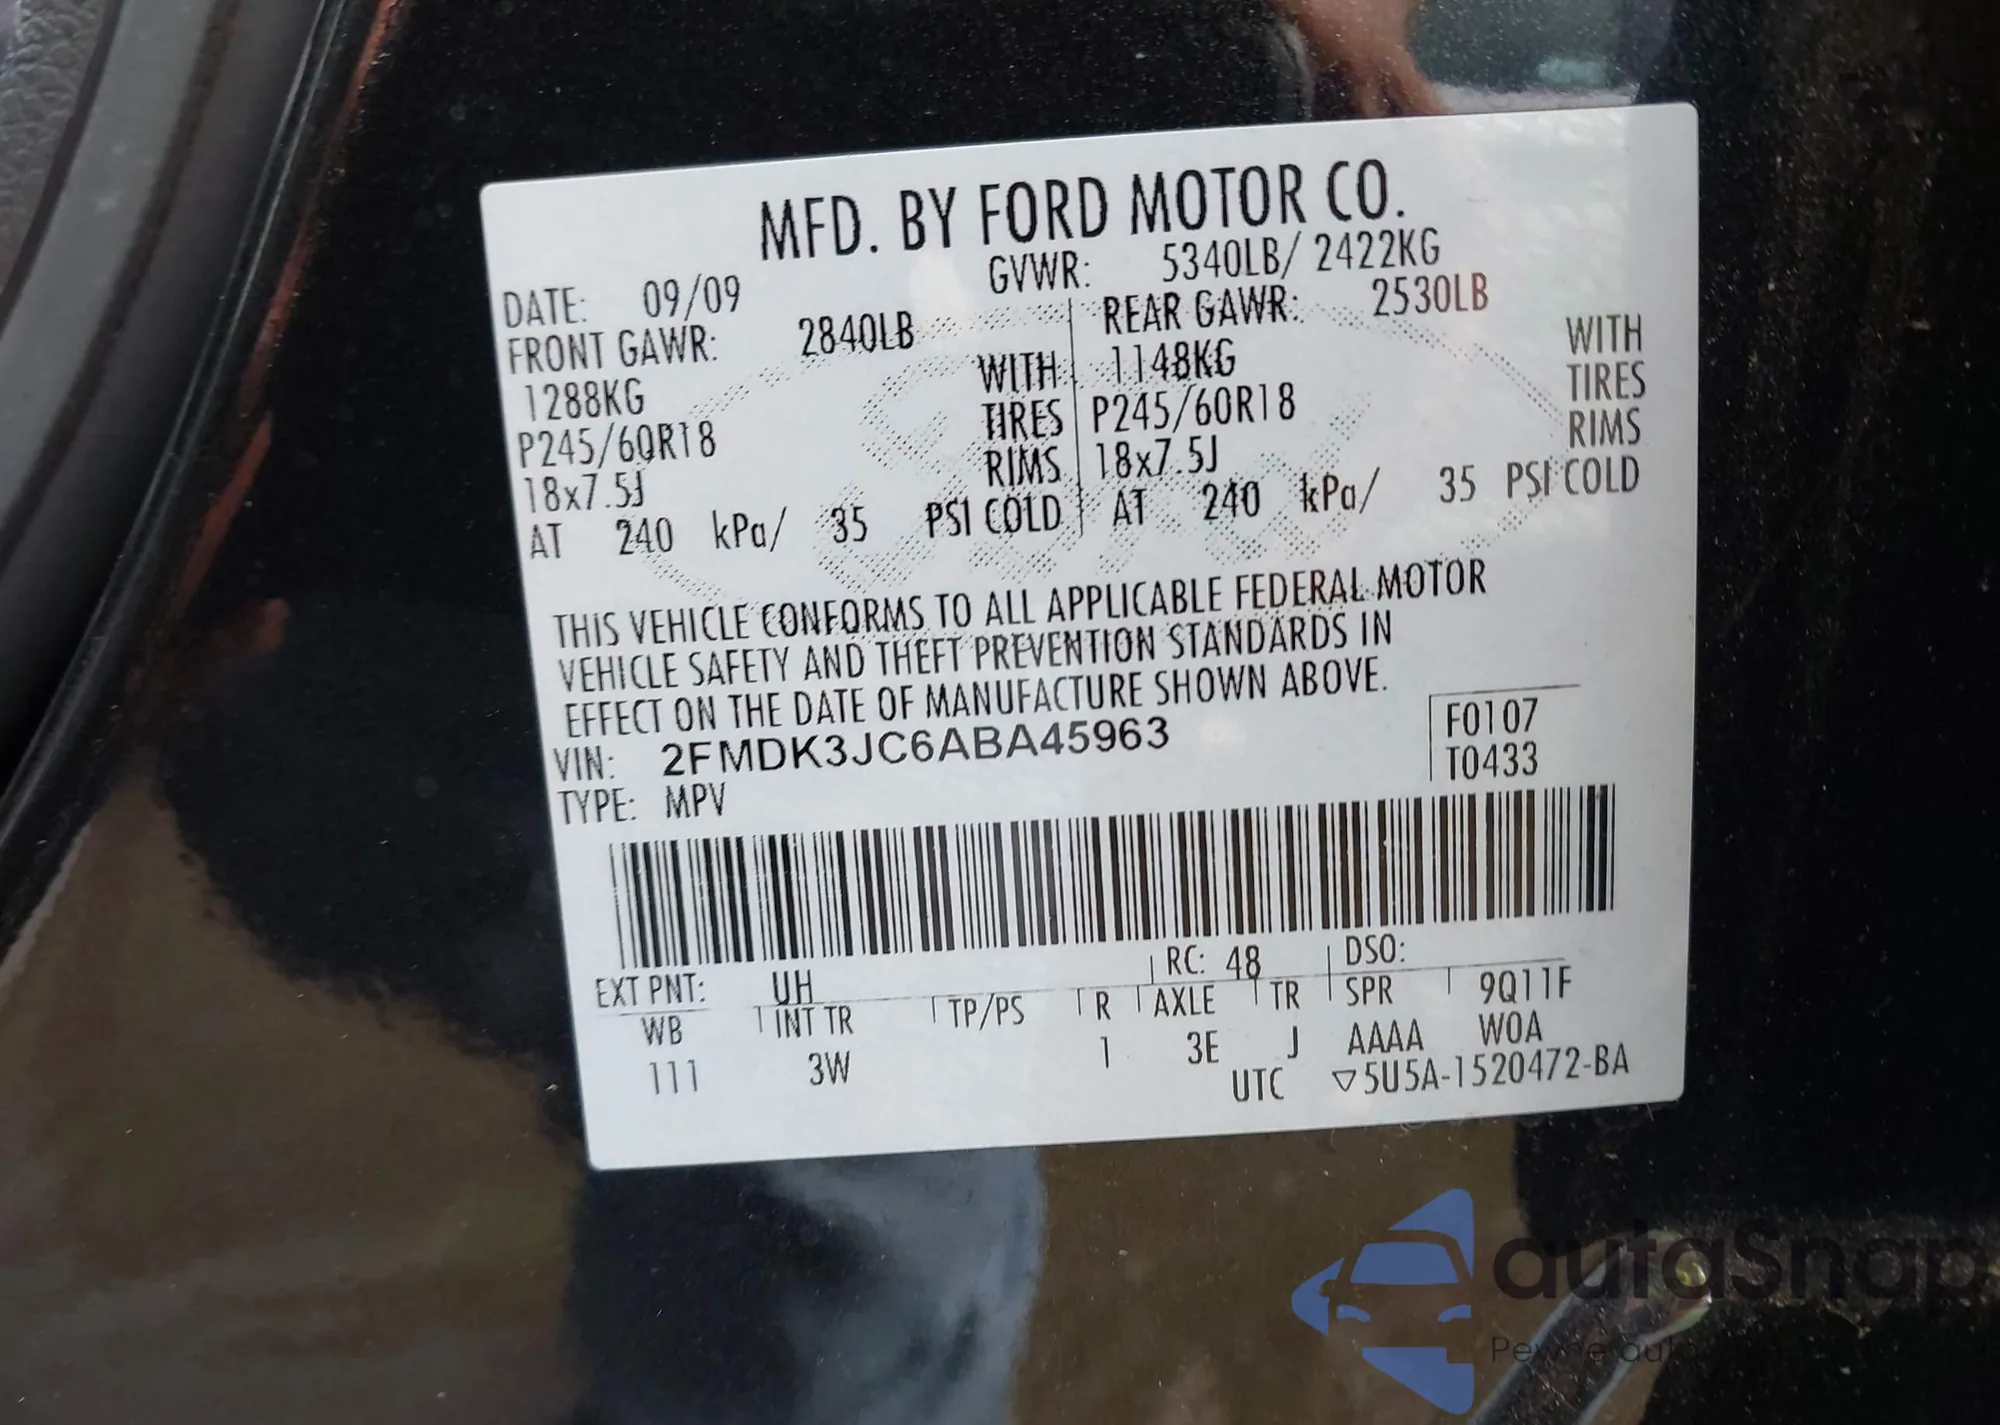 MFD. BY FORD MOTOR CO.
DATE: 09/09 GVWR: 5340LB/ 2422KG
FRONT GAWR: 2840LB REAR GAWR: 2530LB
1288KG WITH 1148KG WITH
P245/60R18 TIRES P245/60R18 TIRES
18x7.5J RIMS 18x7.5J RIMS
AT 240 kPa/ 35 PSI COLD AT 240 kPa/ 35 PSI COLD
THIS VEHICLE CONFORMS TO ALL APPLICABLE FEDERAL MOTOR
VEHICLE SAFETY AND THEFT PREVENTION STANDARDS IN
EFFECT ON THE DATE OF MANUFACTURE SHOWN ABOVE.
VIN: 2FMDK3JC6ABA45963 F0107
TYPE: MPV T0433
EXT PNT: UH RC: 48 DSO:
WB INT TR TP/PS R AXLE TR SPR 9Q11F
111 3W 1 3E J AAAA WOA
UTC ▽5U5A-1520472-BA
autaSnap